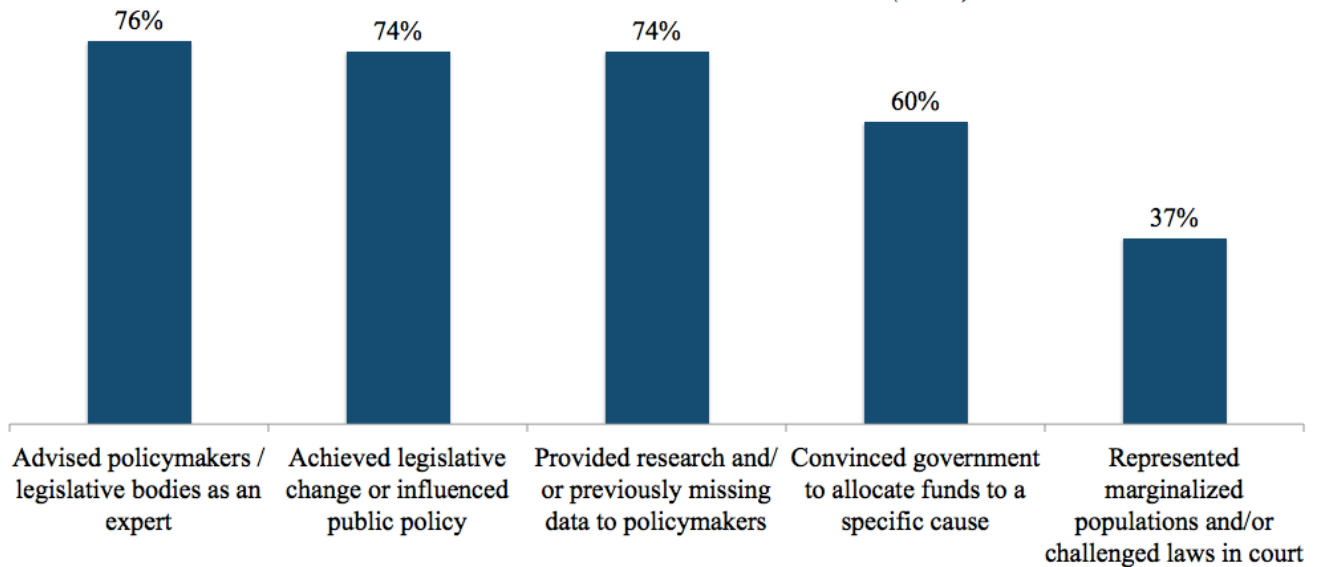 76%
74%
74%
60%
37%
Advised policymakers /
legislative bodies as an
expert
Achieved legislative
change or influenced
public policy
Provided research and/
or previously missing
data to policymakers
Convinced government
to allocate funds to a
specific cause
Represented
marginalized
populations and/or
challenged laws in court